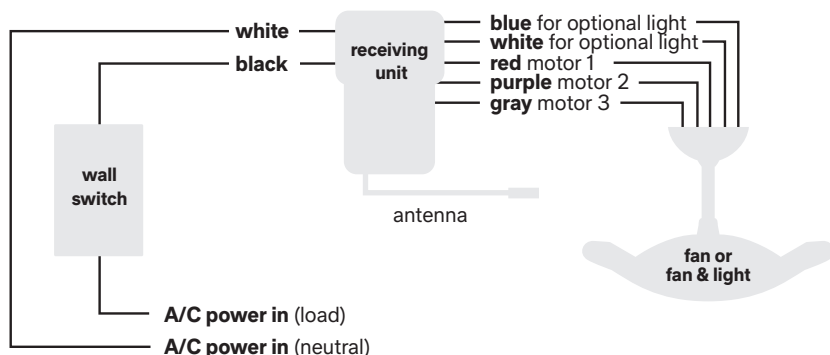 white
black
receiving
unit
blue for optional light
white for optional light
red motor 1
purple motor 2
gray motor 3
wall
switch
antenna
fan or
fan & light
A/C power in (load)
A/C power in (neutral)